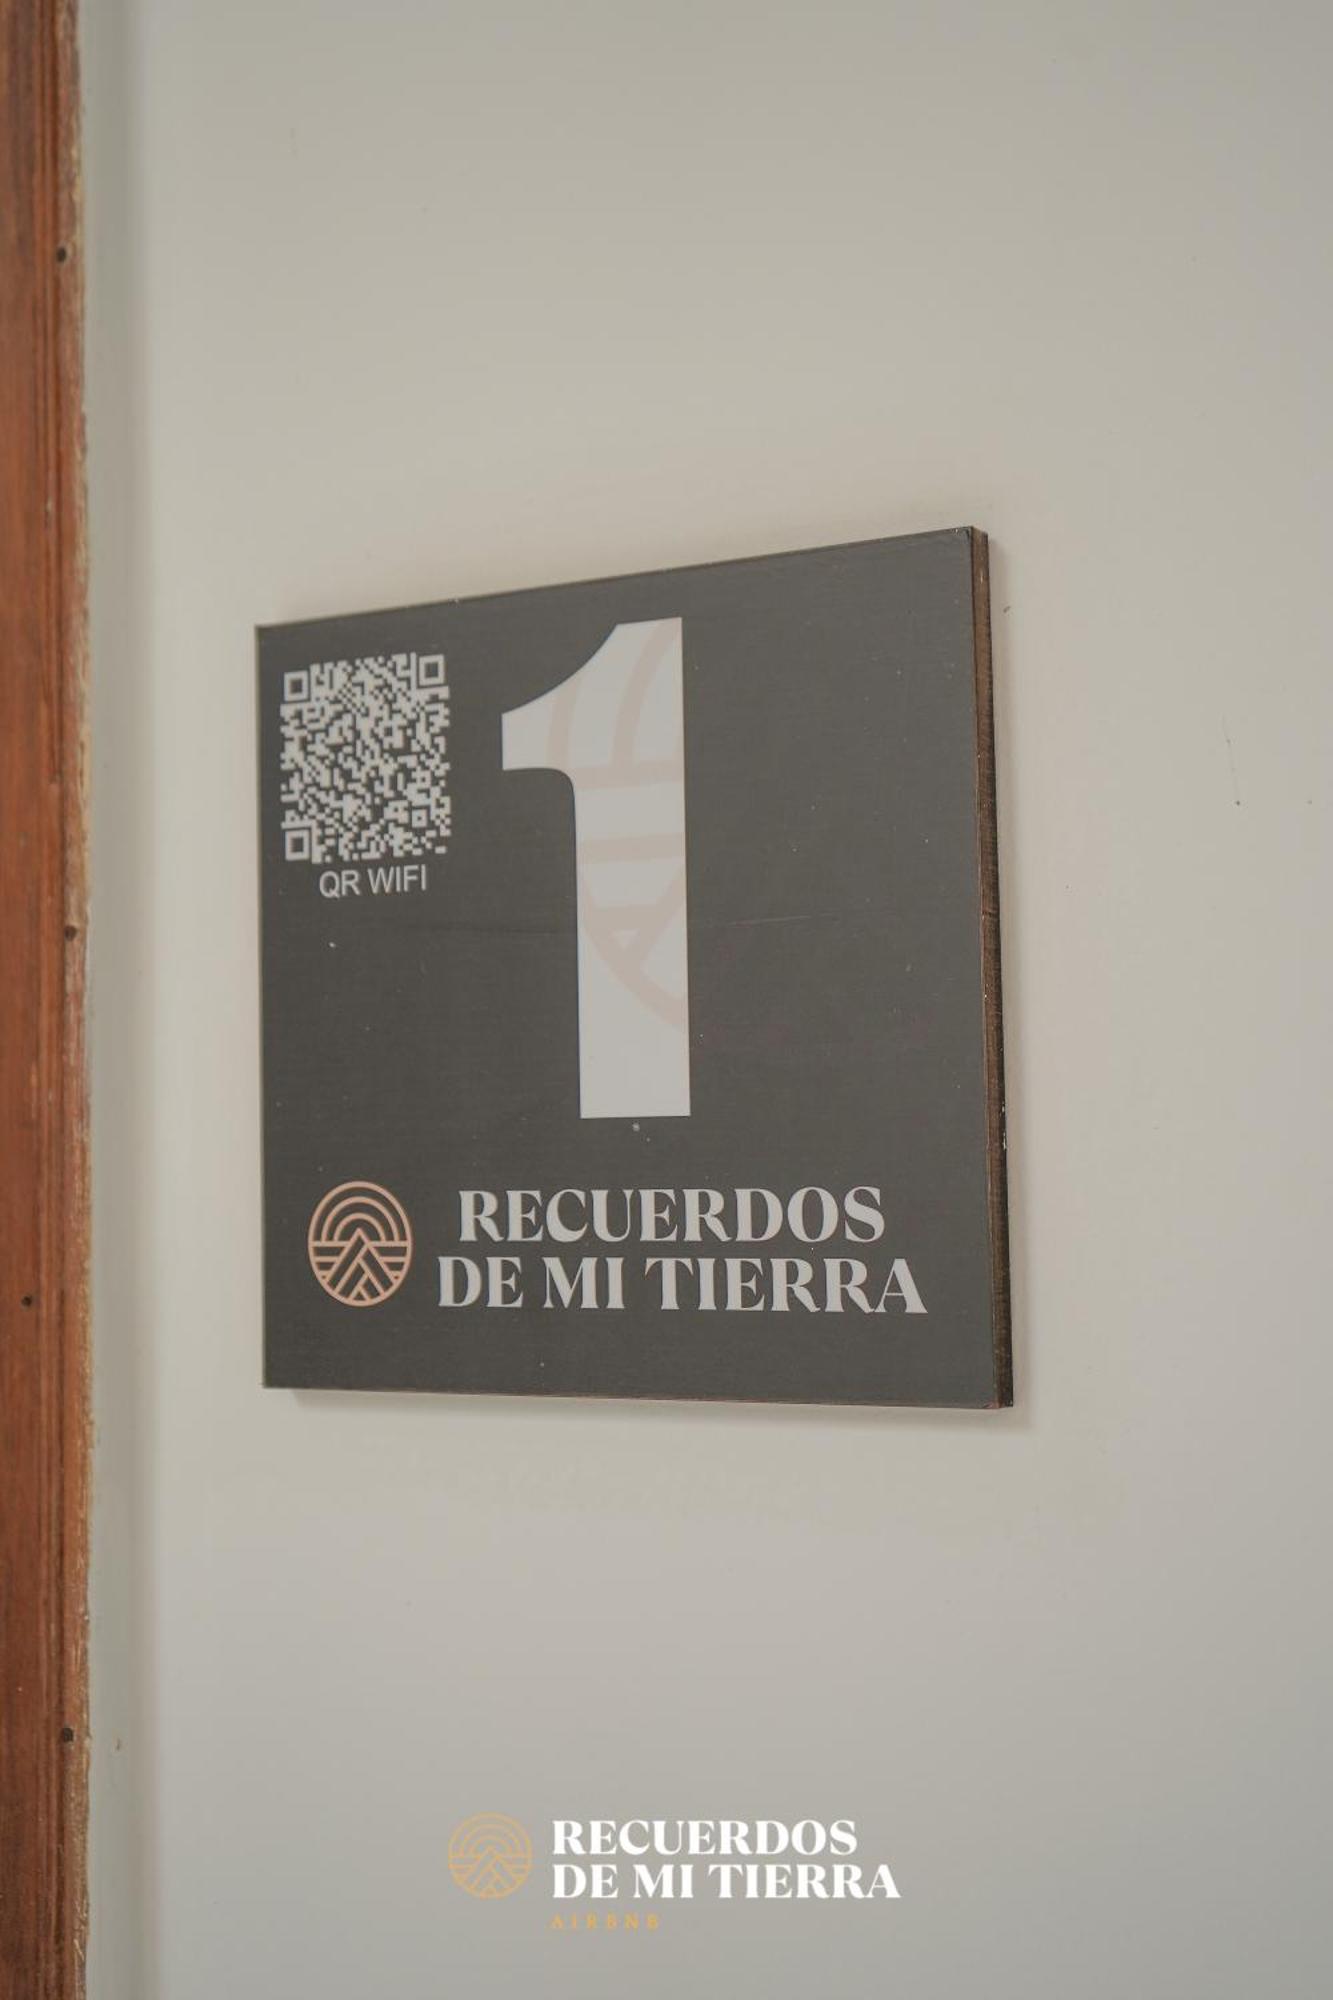 1
QR WIFI
RECUERDOS
DE MI TIERRA
RECUERDOS
DE MI TIERRA
AIRBNB